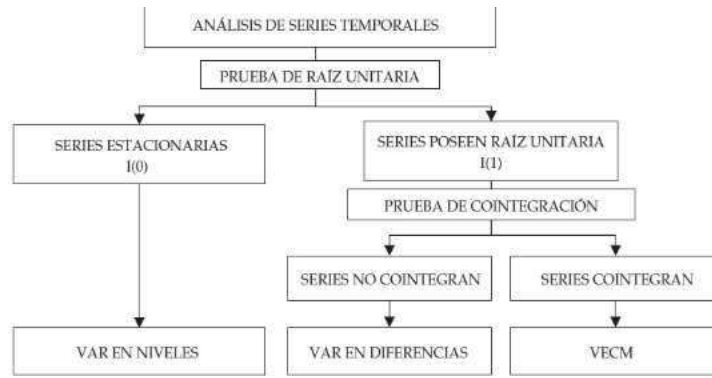 ANÁLISIS DE SERIES TEMPORALES
PRUEBA DE RAÍZ UNITARIA
SERIES ESTACIONARIAS
I(0)
SERIES POSEEN RAÍZ UNITARIA
I(1)
PRUEBA DE COINTEGRACIÓN
SERIES NO COINTEGRAN
SERIES COINTEGRAN
VAR EN NIVELES
VAR EN DIFERENCIAS
VECM